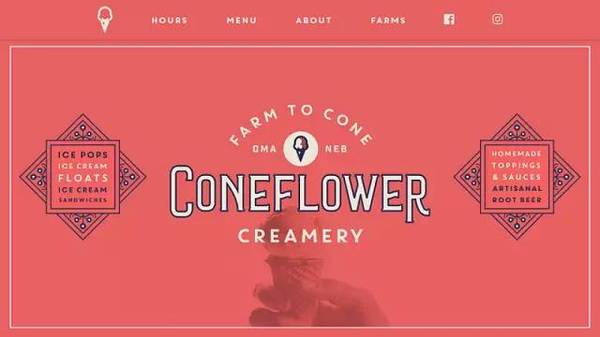 HOURS MENU ABOUT FARMS
FARM TO CONE
OMA NEB
CONEFLOWER
CREAMERY
ICE POPS
ICE CREAM
FLOATS
ICE CREAM
SANDWICHES
HOMEMADE
TOPPINGS
& SAUCES
ARTISANAL
ROOT BEER